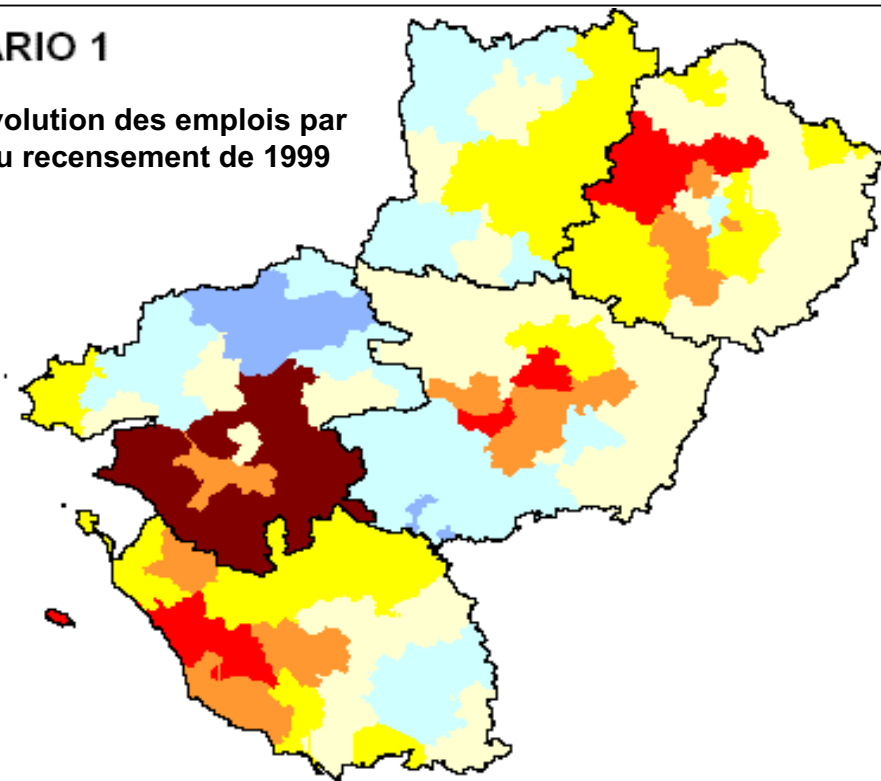 ARIO 1
volution des emplois par
u recensement de 1999